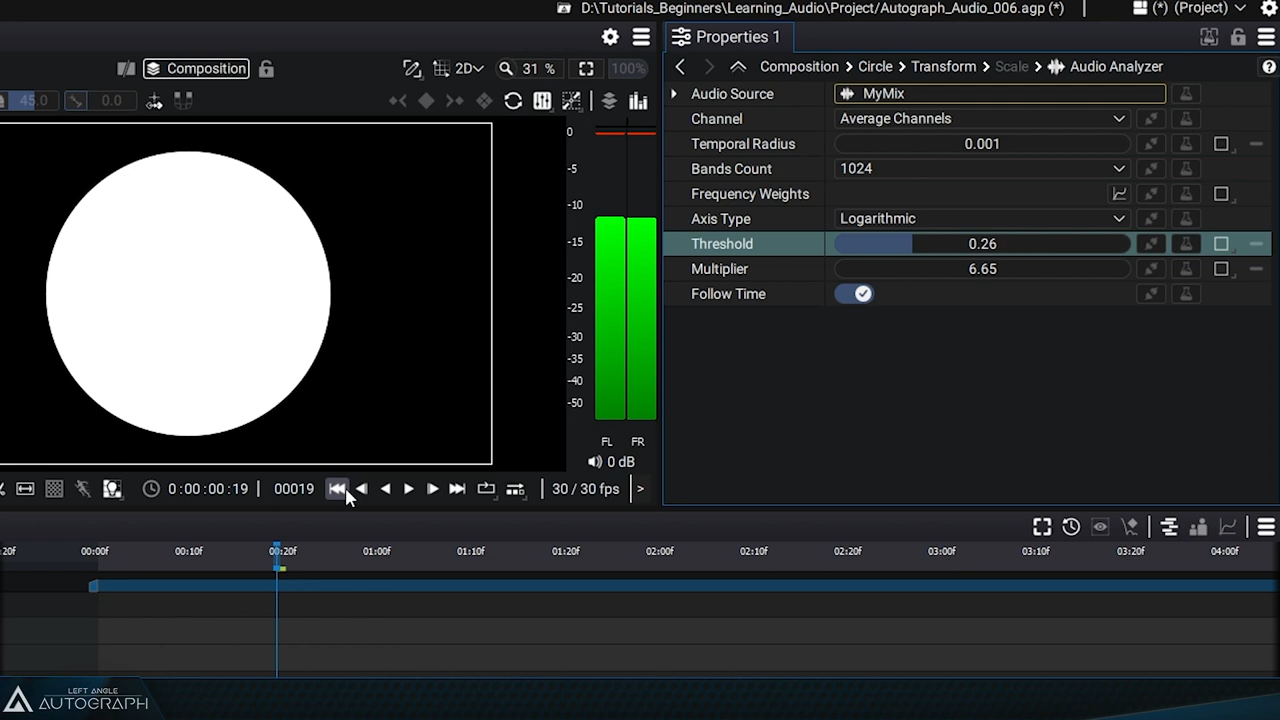 D:\Tutorials_Beginners\Learning_Audio\Project/Autograph_Audio_006.agp (*)
(*) (Project)
Properties 1
Composition
2D
31 %
100%
Composition
Circle
Transform
Scale
Audio Analyzer
?
45.0
0.0
Audio Source
MyMix
Channel
Average Channels
Temporal Radius
0.001
Bands Count
1024
Frequency Weights
Axis Type
Logarithmic
Threshold
0.26
Multiplier
6.65
Follow Time
0
-5
-10
-15
-20
-25
-30
-35
-40
-50
FL
FR
0 dB
0:00:00:19
00019
30 / 30 fps
:20f
00:00f
00:10f
00:20f
01:00f
01:10f
01:20f
02:00f
02:10f
02:20f
03:00f
03:10f
03:20f
04:00f
LEFT ANGLE
AUTOGRAPH